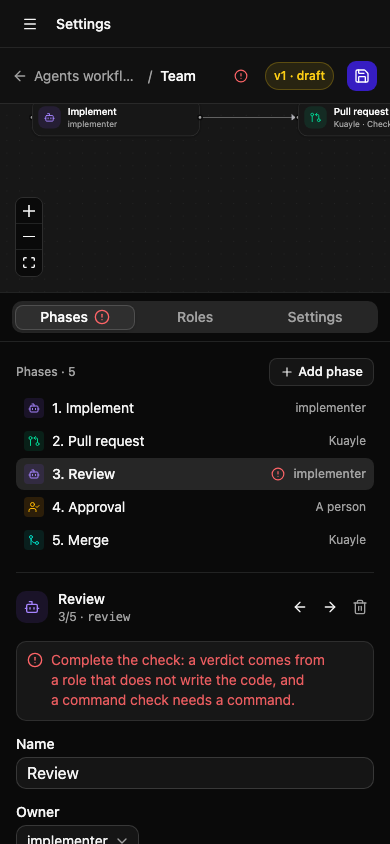 Settings
Agents workfl... / Team
v1 · draft
Implement
implementer
Pull request
Kuayle · Check
Phases
Roles
Settings
Phases · 5
Add phase
1. Implement
implementer
2. Pull request
Kuayle
3. Review
implementer
4. Approval
A person
5. Merge
Kuayle
Review
3/5 · review
Complete the check: a verdict comes from
a role that does not write the code, and
a command check needs a command.
Name
Review
Owner
implementer